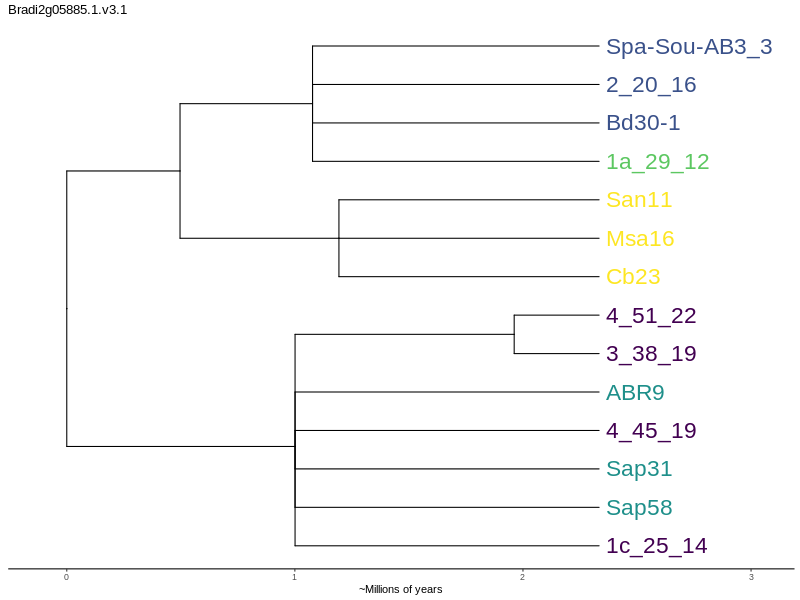 Bradi2g05885.1.v3.1
Spa-Sou-AB3_3
2_20_16
Bd30-1
1a_29_12
San11
Msa16
Cb23
4_51_22
3_38_19
ABR9
4_45_19
Sap31
Sap58
1c_25_14
0 1 2 3
~Millions of years